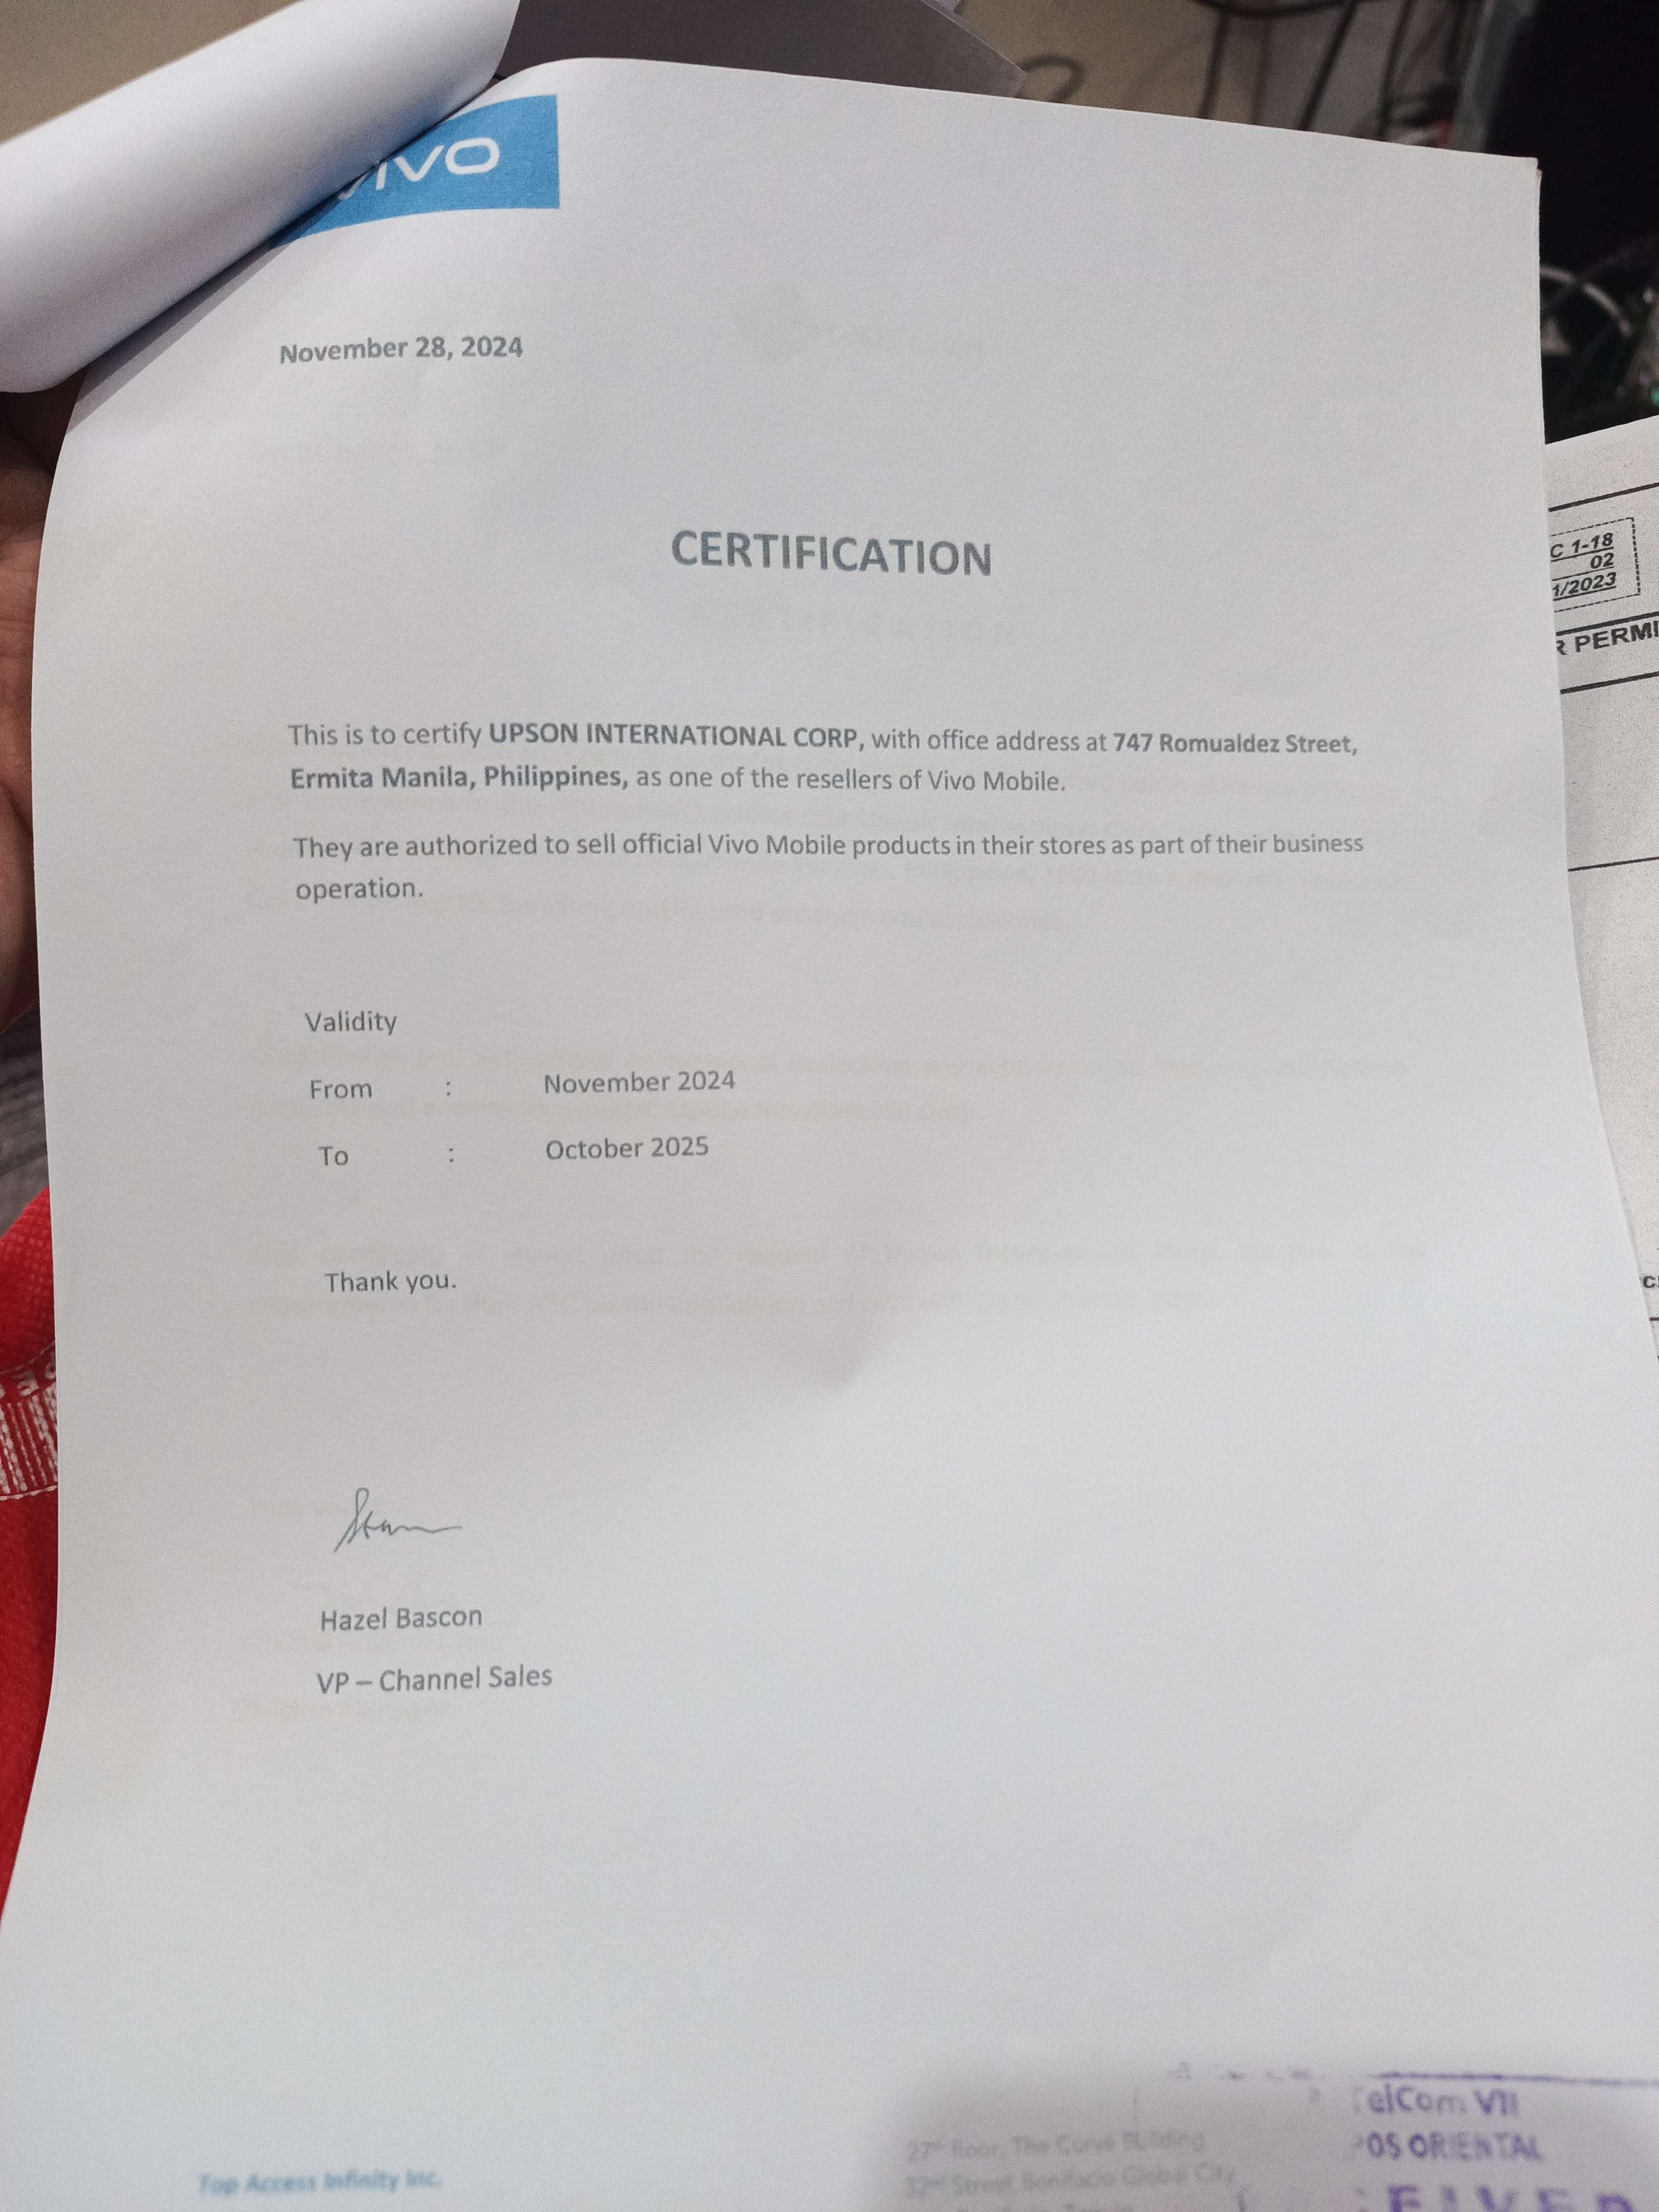 vivo
November 28, 2024
CERTIFICATION
This is to certify UPSON INTERNATIONAL CORP, with office address at 747 Romualdez Street,
Ermita Manila, Philippines, as one of the resellers of Vivo Mobile.
They are authorized to sell official Vivo Mobile products in their stores as part of their business
operation.
Validity
From : November 2024
To : October 2025
Thank you.
Hazel Bascon
VP – Channel Sales
Top Access Infinity Inc.
27th floor, The Curve Building
32nd Street Bonifacio Global City
elCom VII
OS ORIENTAL
EIVED
C 1-18
02
1/2023
R PERMI